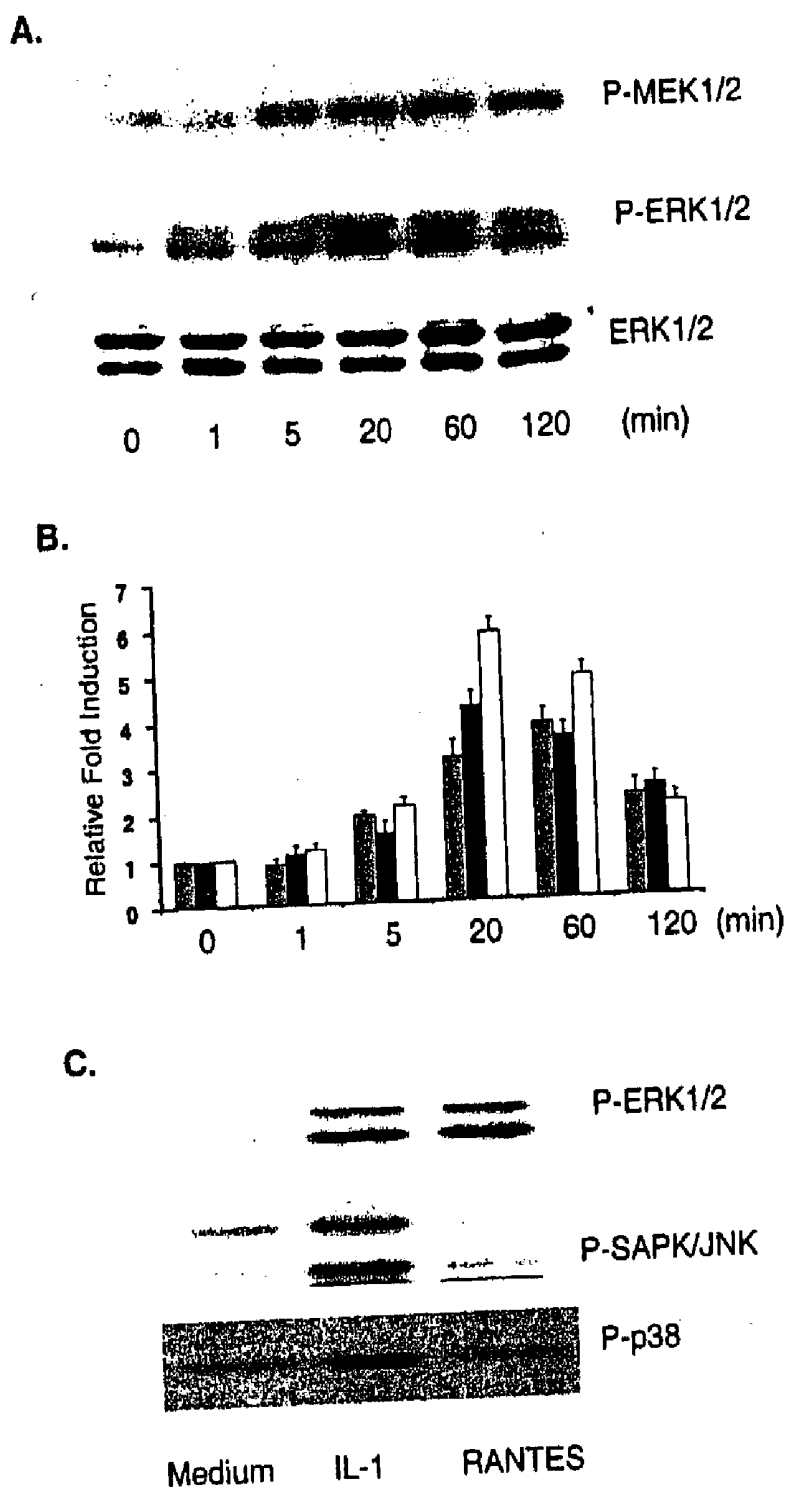 A.
P-MEK1/2
P-ERK1/2
ERK1/2
0 1 5 20 60 120 (min)
B.
Relative Fold Induction
7
6
5
4
3
2
1
0
0 1 5 20 60 120 (min)
C.
P-ERK1/2
P-SAPK/JNK
P-p38
Medium IL-1 RANTES